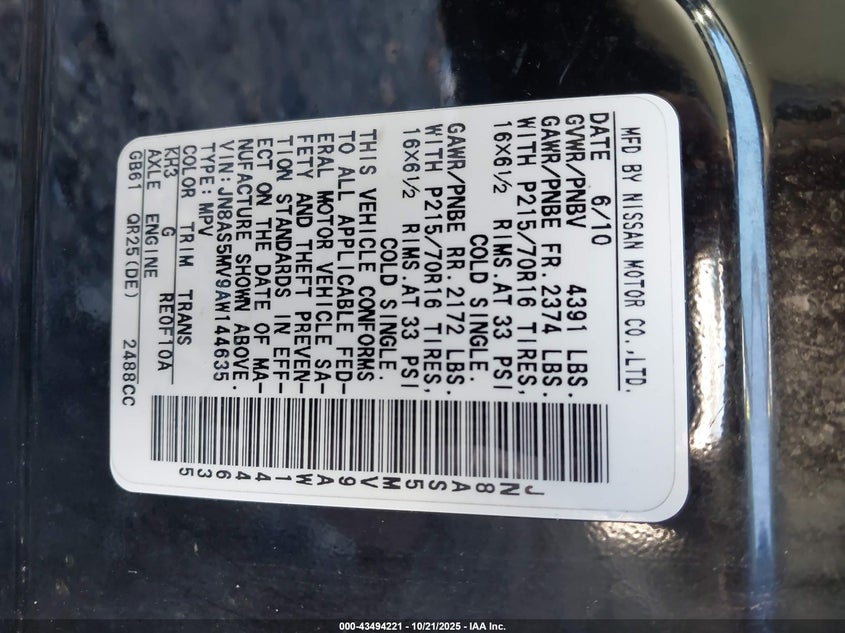 MFD BY NISSAN MOTOR CO.,LTD.
DATE 6/10
GVWR/PNBV 4391 LBS.
GAWR/PNBE FR. 2374 LBS.
WITH P215/70R16 TIRES,
16X6½ RIMS.AT 33 PSI
COLD SINGLE.
GAWR/PNBE RR. 2172 LBS.
WITH P215/70R16 TIRES,
16X6½ RIMS.AT 33 PSI
COLD SINGLE.
THIS VEHICLE CONFORMS
TO ALL APPLICABLE FED-
ERAL MOTOR VEHICLE SA-
FETY AND THEFT PREVEN-
TION STANDARDS IN EFF-
ECT ON THE DATE OF MA-
NUFACTURE SHOWN ABOVE.
VIN:JN8AS5MV9AW144635
TYPE:MPV
COLOR TRIM TRANS
KH3 G RE0F10A
AXLE ENGINE
GB61 QR25(DE) 2488CC
JN8AS5MV9AW144635
000-43494221 - 10/21/2025 - IAA Inc.